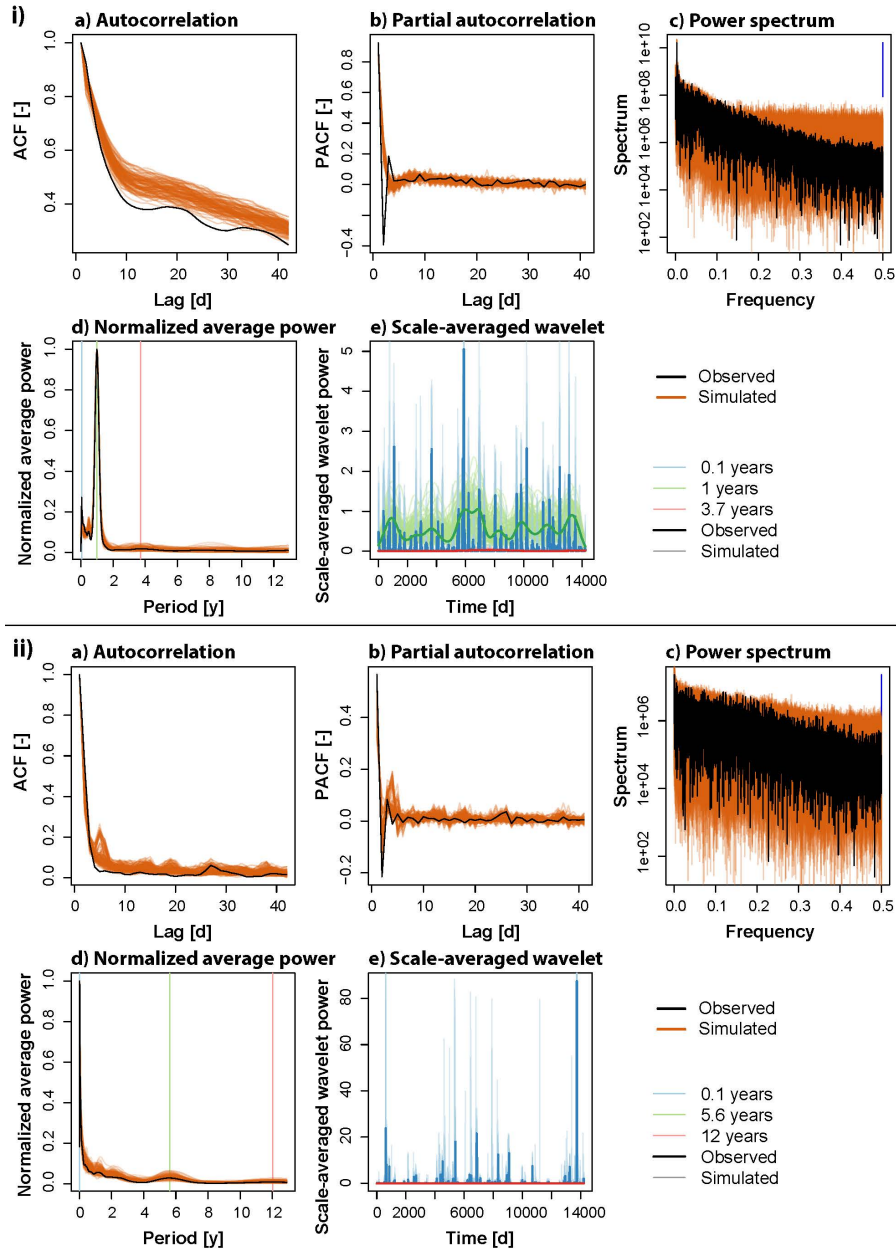 i)
a) Autocorrelation
b) Partial autocorrelation
c) Power spectrum
ACF [-]
1.0
0.8
0.6
0.4
0 10 20 30 40
Lag [d]
PACF [-]
0.8
0.6
0.4
0.2
0.0
−0.4
0 10 20 30 40
Lag [d]
Spectrum
1e+10
1e+08
1e+06
1e+04
1e+02
0.0 0.1 0.2 0.3 0.4 0.5
Frequency
d) Normalized average power
e) Scale-averaged wavelet
Normalized average power
1.0
0.8
0.6
0.4
0.2
0.0
0 2 4 6 8 10 12
Period [y]
Scale-averaged wavelet power
5
4
3
2
1
0
0 2000 6000 10000 14000
Time [d]
Observed
Simulated
0.1 years
1 years
3.7 years
Observed
Simulated
ii)
a) Autocorrelation
b) Partial autocorrelation
c) Power spectrum
ACF [-]
1.0
0.8
0.6
0.4
0.2
0.0
0 10 20 30 40
Lag [d]
PACF [-]
0.4
0.2
0.0
−0.2
0 10 20 30 40
Lag [d]
Spectrum
1e+06
1e+04
1e+02
0.0 0.1 0.2 0.3 0.4 0.5
Frequency
d) Normalized average power
e) Scale-averaged wavelet
Normalized average power
1.0
0.8
0.6
0.4
0.2
0.0
0 2 4 6 8 10 12
Period [y]
Scale-averaged wavelet power
80
60
40
20
0
0 2000 6000 10000 14000
Time [d]
Observed
Simulated
0.1 years
5.6 years
12 years
Observed
Simulated